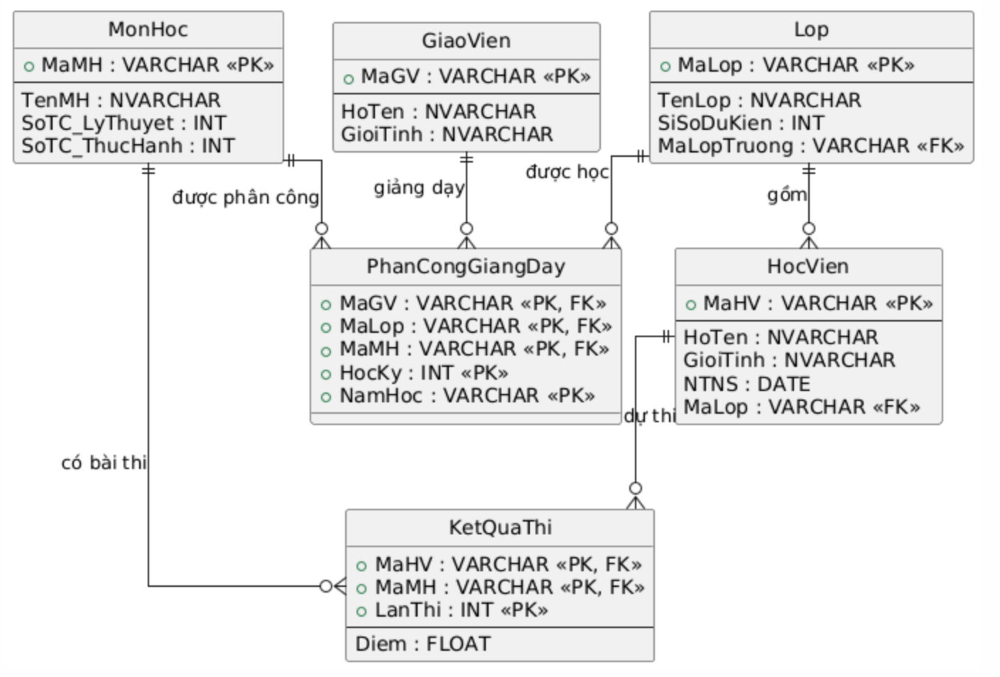 MonHoc
MaMH : VARCHAR «PK»
TenMH : NVARCHAR
SoTC_LyThuyet : INT
SoTC_ThucHanh : INT
GiaoVien
MaGV : VARCHAR «PK»
HoTen : NVARCHAR
GioiTinh : NVARCHAR
Lop
MaLop : VARCHAR «PK»
TenLop : NVARCHAR
SiSoDuKien : INT
MaLopTruong : VARCHAR «FK»
được phân công
giảng dạy
được học
gồm
PhanCongGiangDay
MaGV : VARCHAR «PK, FK»
MaLop : VARCHAR «PK, FK»
MaMH : VARCHAR «PK, FK»
HocKy : INT «PK»
NamHoc : VARCHAR «PK»
HocVien
MaHV : VARCHAR «PK»
HoTen : NVARCHAR
GioiTinh : NVARCHAR
NTNS : DATE
MaLop : VARCHAR «FK»
dự thi
có bài thi
KetQuaThi
MaHV : VARCHAR «PK, FK»
MaMH : VARCHAR «PK, FK»
LanThi : INT «PK»
Diem : FLOAT